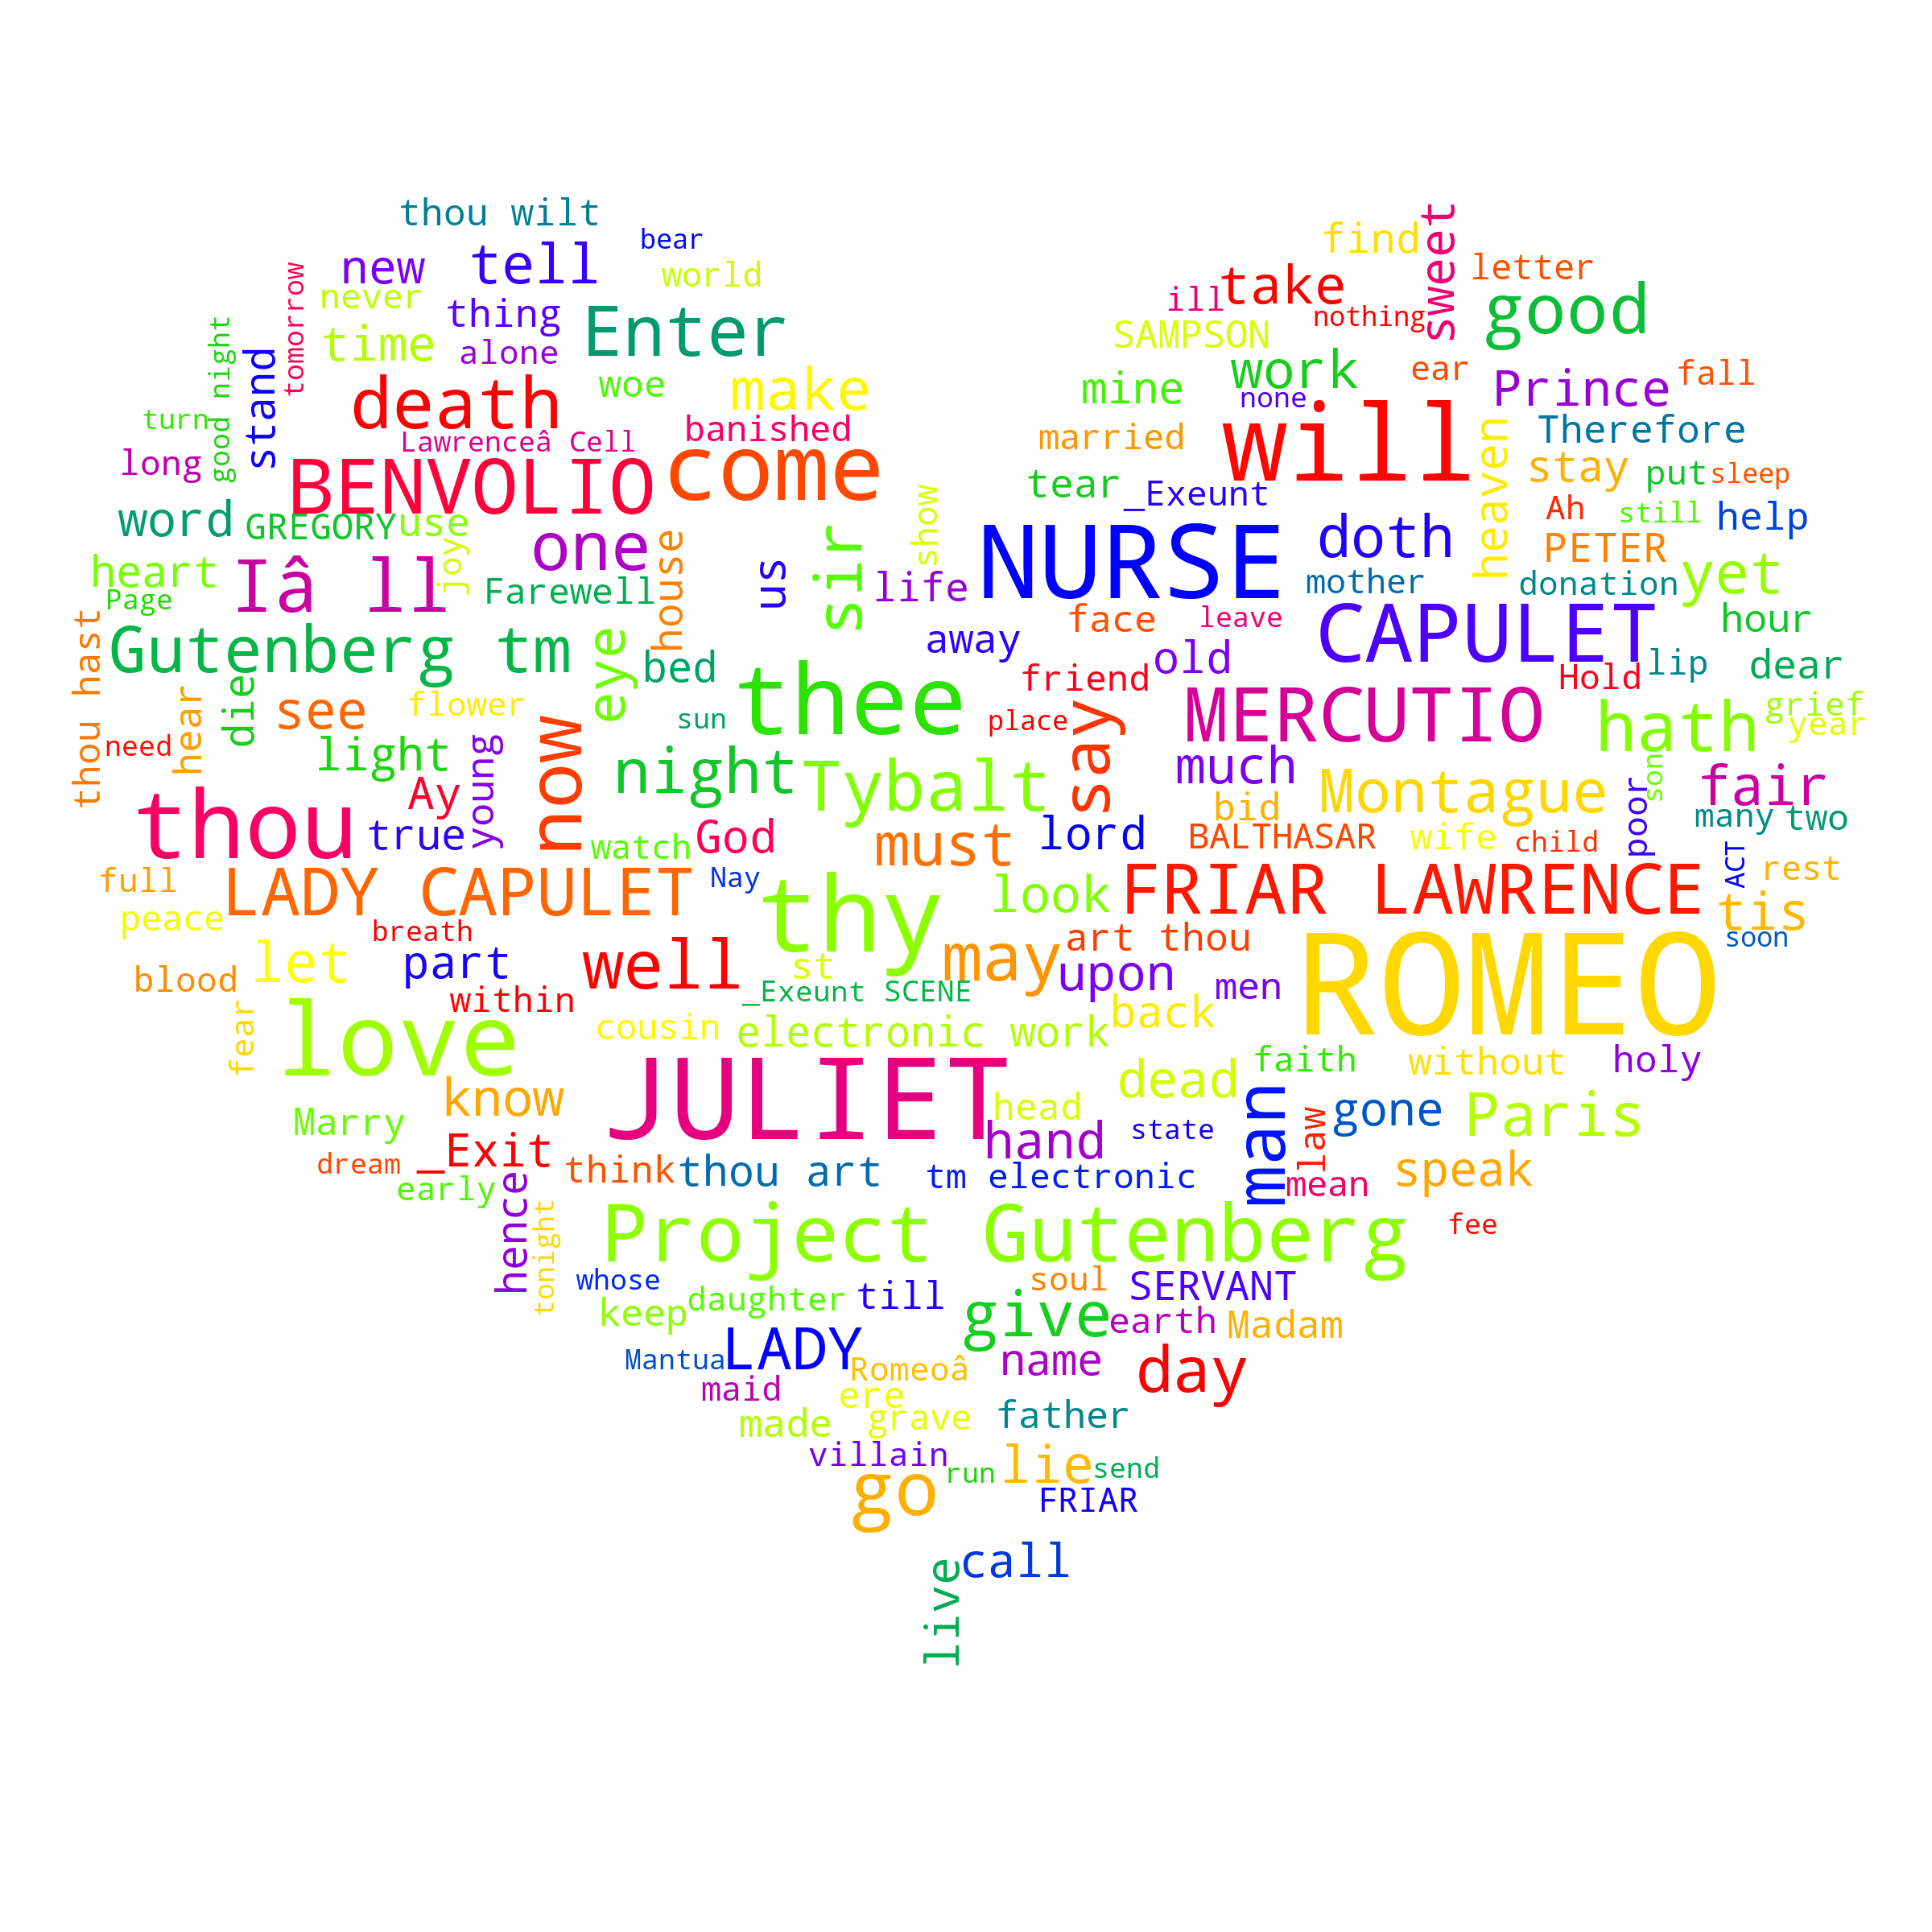 thou wilt
bear
find
sweet
new
tell
world
letter
tomorrow
never
thing
Enter
ill
take
nothing
good
good night
stand
time
alone
SAMPSON
work
ear
Prince
fall
death
woe
make
mine
none
turn
Lawrenceâ Cell
banished
married
will
heaven
Therefore
long
BENVOLIO
come
tear
_Exeunt
stay
put
sleep
word
GREGORY
use
one
house
show
Ah
still
help
heart
Page
Iâ ll
joy
Farewell
us
sir
life
NURSE
doth
mother
PETER
donation
yet
thou hast
Gutenberg tm
eye
bed
away
face
leave
old
CAPULET
hour
hear
die
see
flower
sun
thee
friend
place
say
MERCUTIO
Hold
lip
dear
need
light
young
now
night
Tybalt
much
Montague
hath
grief
year
son
thou
Ay
true
watch
God
must
lord
bid
BALTHASAR
wife
child
poor
fair
many
two
full
LADY CAPULET
Nay
thy
look
FRIAR LAWRENCE
ACT
rest
peace
breath
tis
blood
let
part
well
st
may
art thou
upon
men
ROMEO
soon
within
_Exeunt SCENE
fear
love
cousin
electronic work
back
know
JULIET
head
dead
faith
without
holy
Marry
_Exit
hand
state
man
law
gone
Paris
dream
early
think
thou art
tm electronic
mean
speak
hence
tonight
Project Gutenberg
fee
whose
soul
SERVANT
keep
daughter
till
give
earth
Madam
Mantua
LADY
Romeoâ
name
day
maid
ere
made
grave
father
villain
go
run
lie
send
FRIAR
call
live